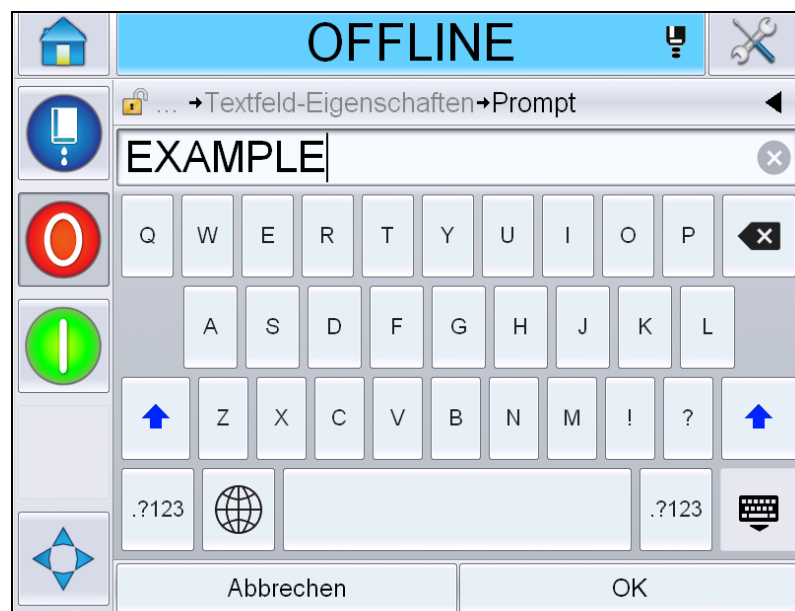 OFFLINE
... →Textfeld-Eigenschaften→Prompt
EXAMPLE
Q W E R T Y U I O P
A S D F G H J K L
Z X C V B N M ! ?
.?123 .?123
Abbrechen OK